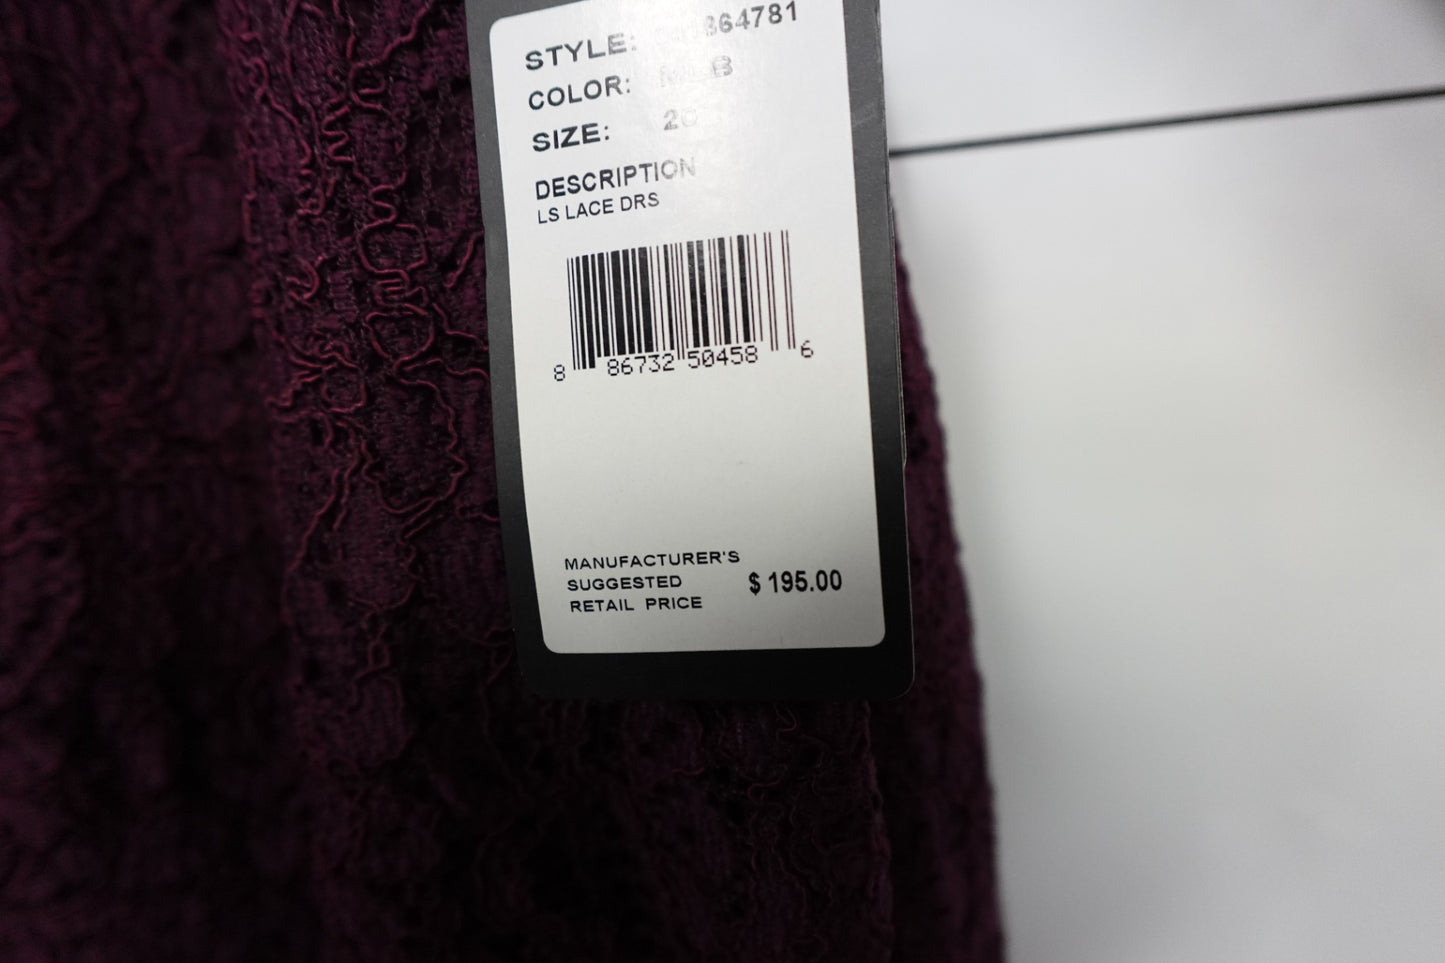 STYLE:
COLOR:
SIZE:
DESCRIPTION
LS LACE DRS
8 86732 50458 6
MANUFACTURER'S
SUGGESTED $ 195.00
RETAIL PRICE